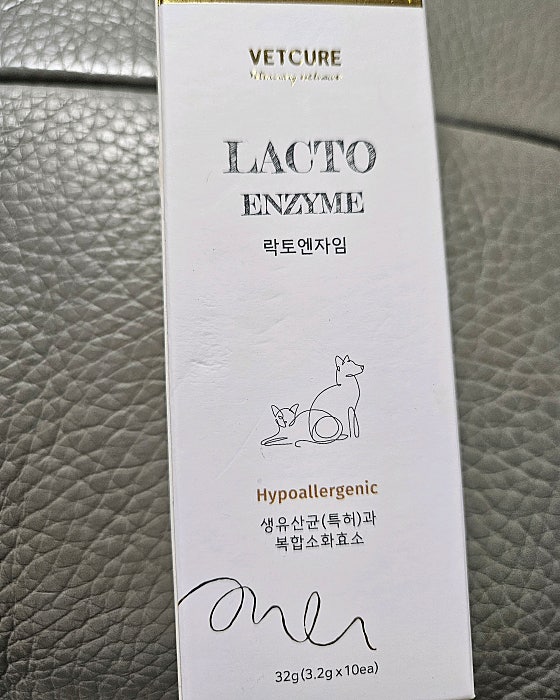 VETCURE
LACTO
ENZYME
락토엔자임
Hypoallergenic
생유산균(특허)과
복합소화효소
32g(3.2g x 10ea)